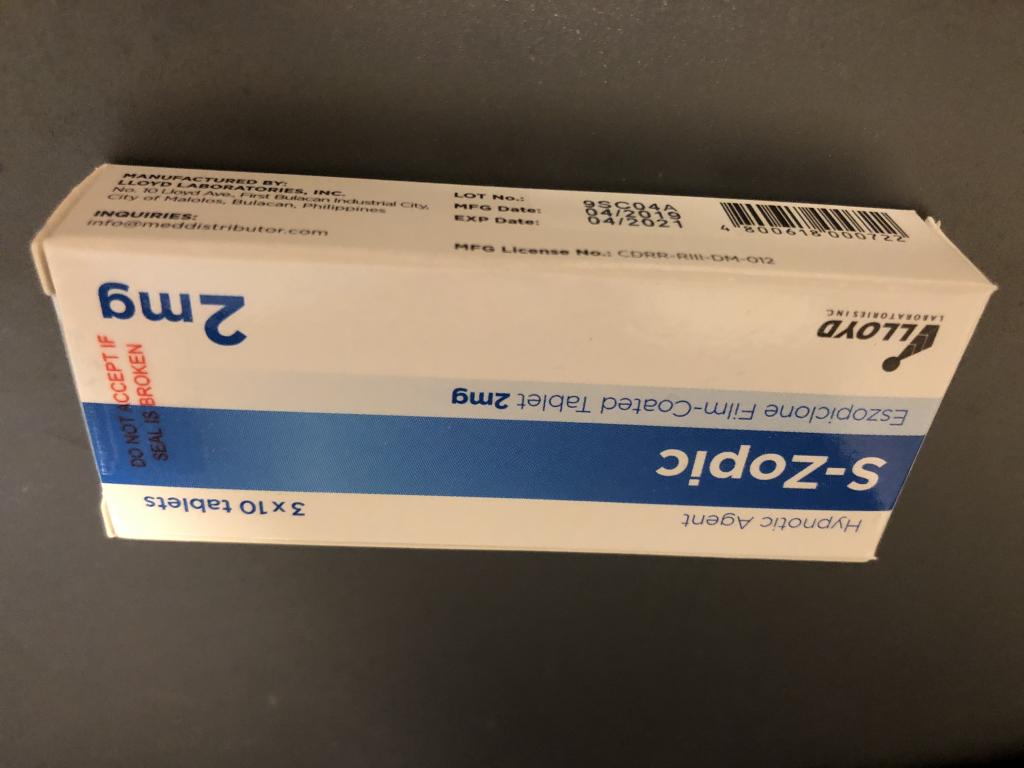 MANUFACTURED BY:
LLOYD LABORATORIES, INC.
No. 10 Lloyd Ave., First Bulacan Industrial City,
City of Malolos, Bulacan, Philippines
INQUIRIES:
info@meddistributor.com
LOT No.: 9SC04A
MFG Date: 04/2019
EXP Date: 04/2021
MFG License No.: CDRR-RIII-DM-012
4 800618 000722
Hypnotic Agent
3 x 10 tablets
S-Zopic
Eszopiclone Film-Coated Tablet 2mg
LLOYD
LABORATORIES INC.
2mg
DO NOT ACCEPT IF
SEAL IS BROKEN